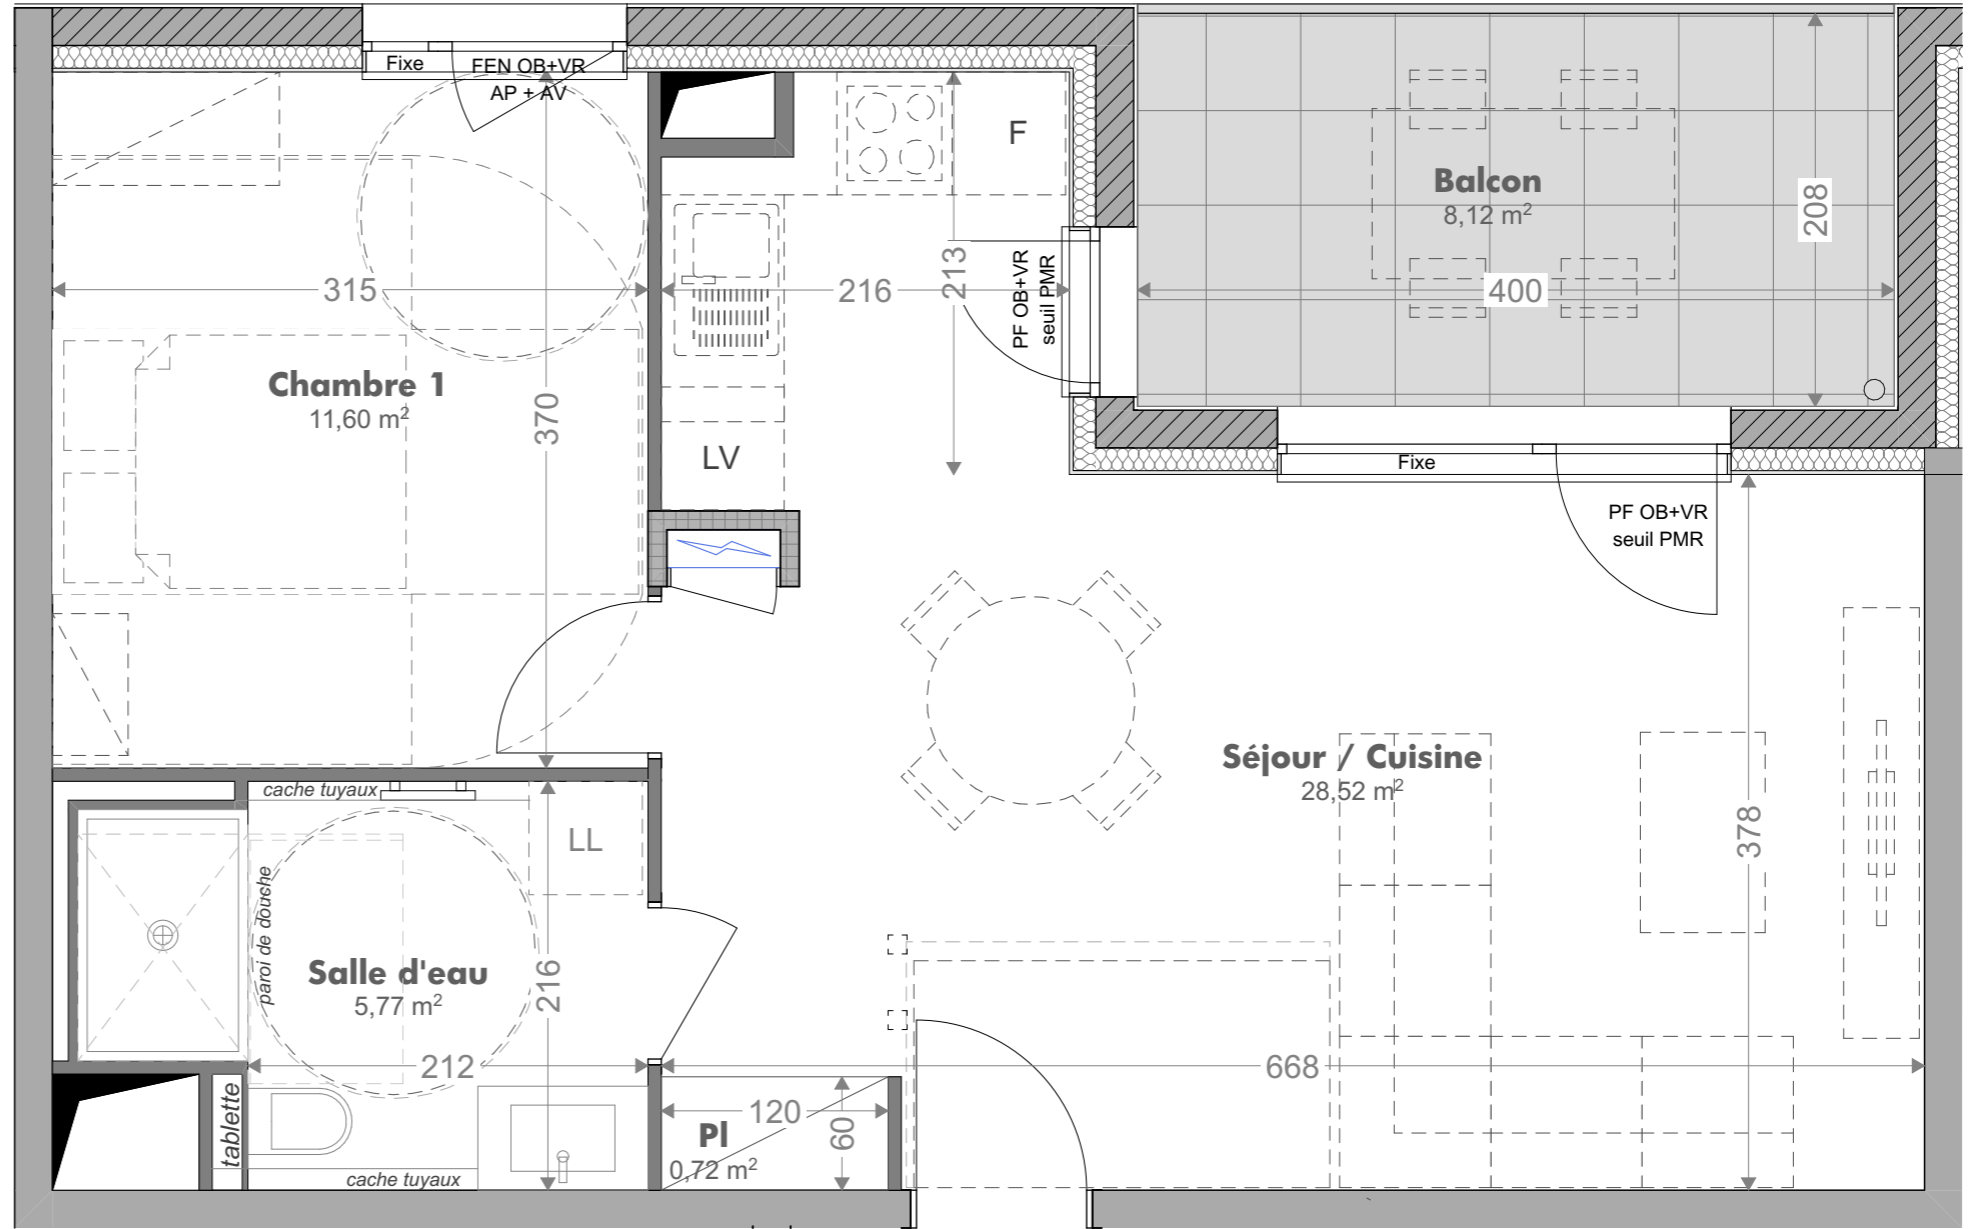 Fixe
FEN OB+VR
AP + AV
F
Balcon
8,12 m²
208
315
216
213
PF OB+VR
seuil PMR
400
Chambre 1
11,60 m²
370
LV
Fixe
PF OB+VR
seuil PMR
Séjour / Cuisine
28,52 m²
378
cache tuyaux
LL
paroi de douche
Salle d'eau
5,77 m²
216
212
668
tablette
120
Pl
0,72 m²
60
cache tuyaux